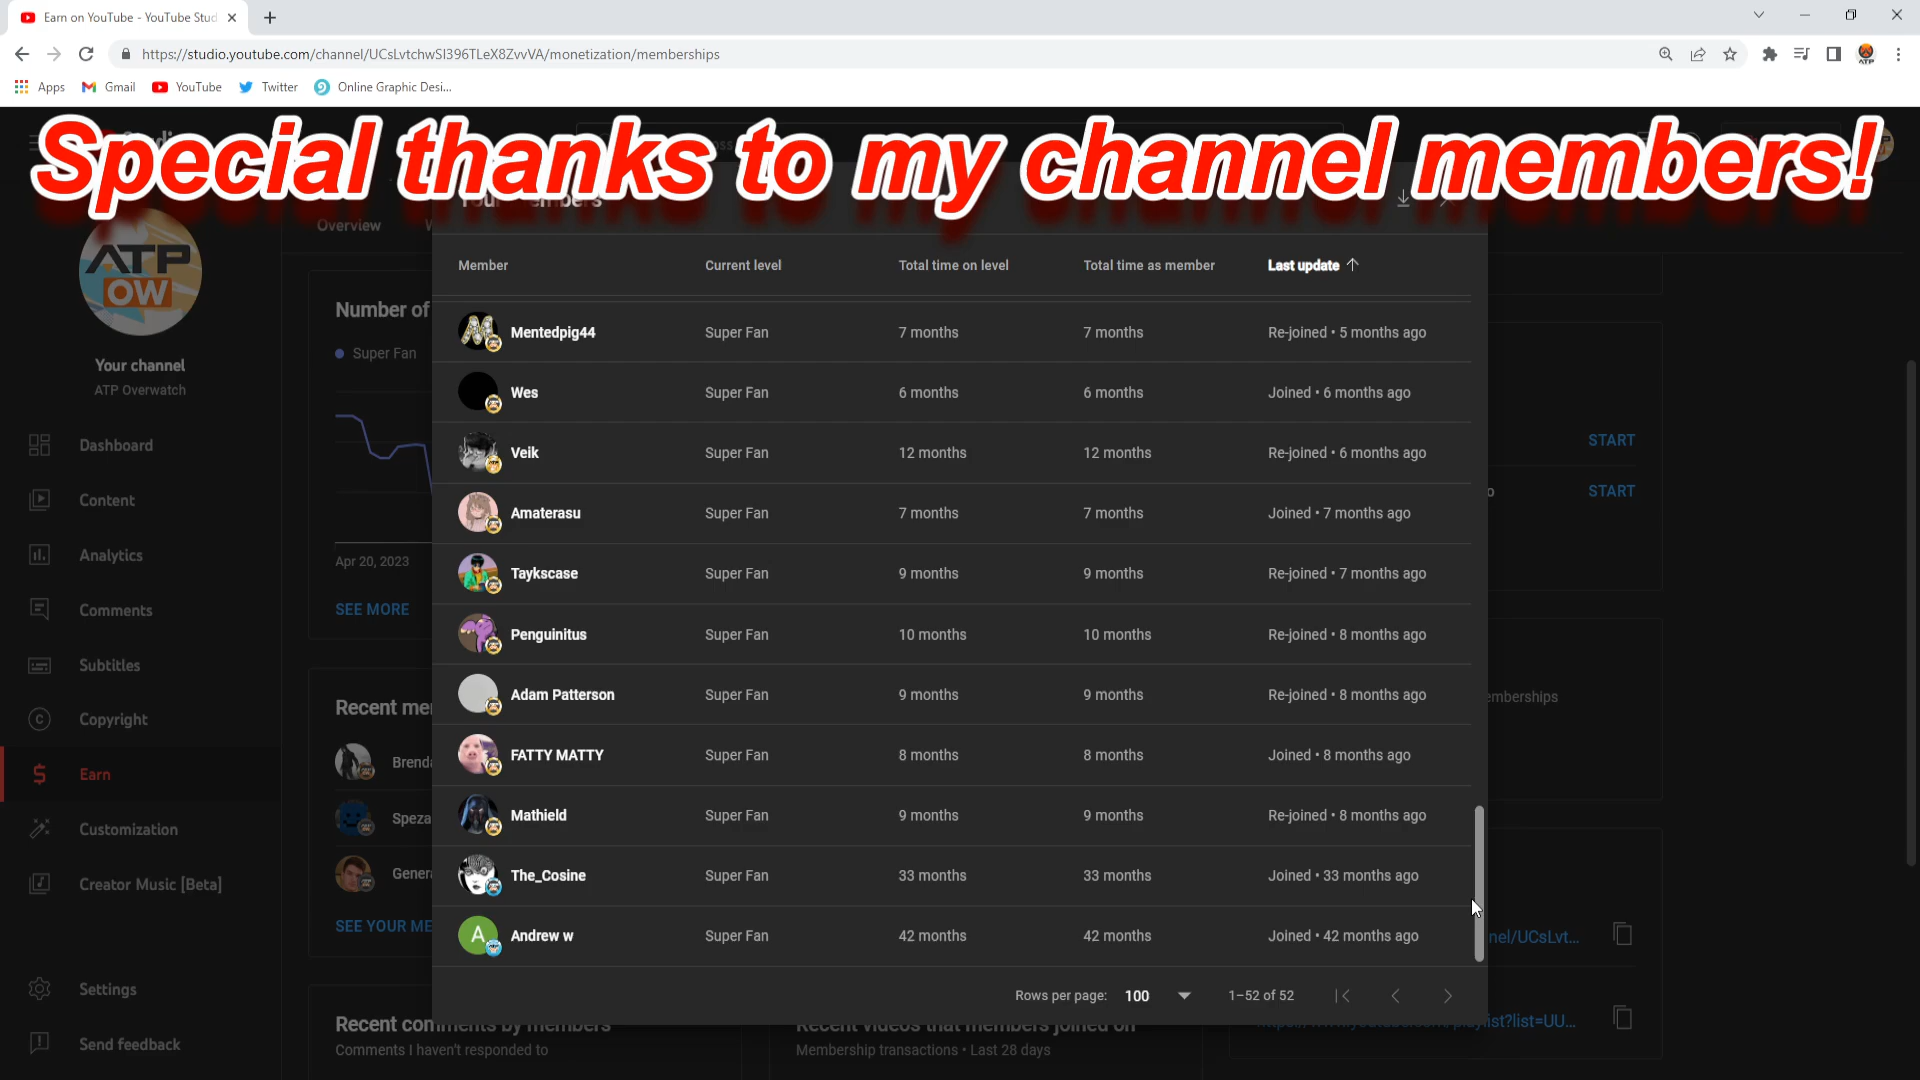 Earn on YouTube - YouTube Stud
https://studio.youtube.com/channel/UCsLvtchwSI396TLeX8ZvvVA/monetization/memberships
Apps Gmail YouTube Twitter Online Graphic Desi...
Special thanks to my channel members!
Your members
Overview
ATP
OW
Your channel
ATP Overwatch
Dashboard
Content
Analytics
Comments
Subtitles
Copyright
Earn
Customization
Creator Music [Beta]
Settings
Send feedback
Number of
Super Fan
Apr 20, 2023
SEE MORE
Recent me
Brenda
Speza
Genera
SEE YOUR ME
Member Current level Total time on level Total time as member Last update
Mentedpig44 Super Fan 7 months 7 months Re-joined • 5 months ago
Wes Super Fan 6 months 6 months Joined • 6 months ago
Veik Super Fan 12 months 12 months Re-joined • 6 months ago
Amaterasu Super Fan 7 months 7 months Joined • 7 months ago
Taykscase Super Fan 9 months 9 months Re-joined • 7 months ago
Penguinitus Super Fan 10 months 10 months Re-joined • 8 months ago
Adam Patterson Super Fan 9 months 9 months Re-joined • 8 months ago
FATTY MATTY Super Fan 8 months 8 months Joined • 8 months ago
Mathield Super Fan 9 months 9 months Re-joined • 8 months ago
The_Cosine Super Fan 33 months 33 months Joined • 33 months ago
A Andrew w Super Fan 42 months 42 months Joined • 42 months ago
Rows per page: 100 1–52 of 52
START
START
emberships
nel/UCsLvt...
ist?list=UU...
Recent comments by members
Comments I haven't responded to
Recent videos that members joined on
Membership transactions • Last 28 days